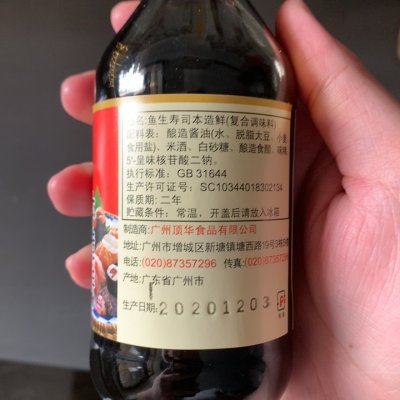 品名:鱼生寿司本造鲜(复合调味料)
配料表: 酿造酱油(水、脱脂大豆、小麦
食用盐)、米酒、白砂糖、酿造食醋、味精,
5'-呈味核苷酸二钠。
执行标准: GB 31644
生产许可证号: SC10344018302134
保质期: 二年
贮藏条件: 常温, 开盖后请放入冰箱
制造商:广州顶华食品有限公司
地址:广州市增城区新塘镇塘西路19号3栋
电话:(020)87357296 传真:(020)8735
产地:广东省广州市
生产日期: 20201203